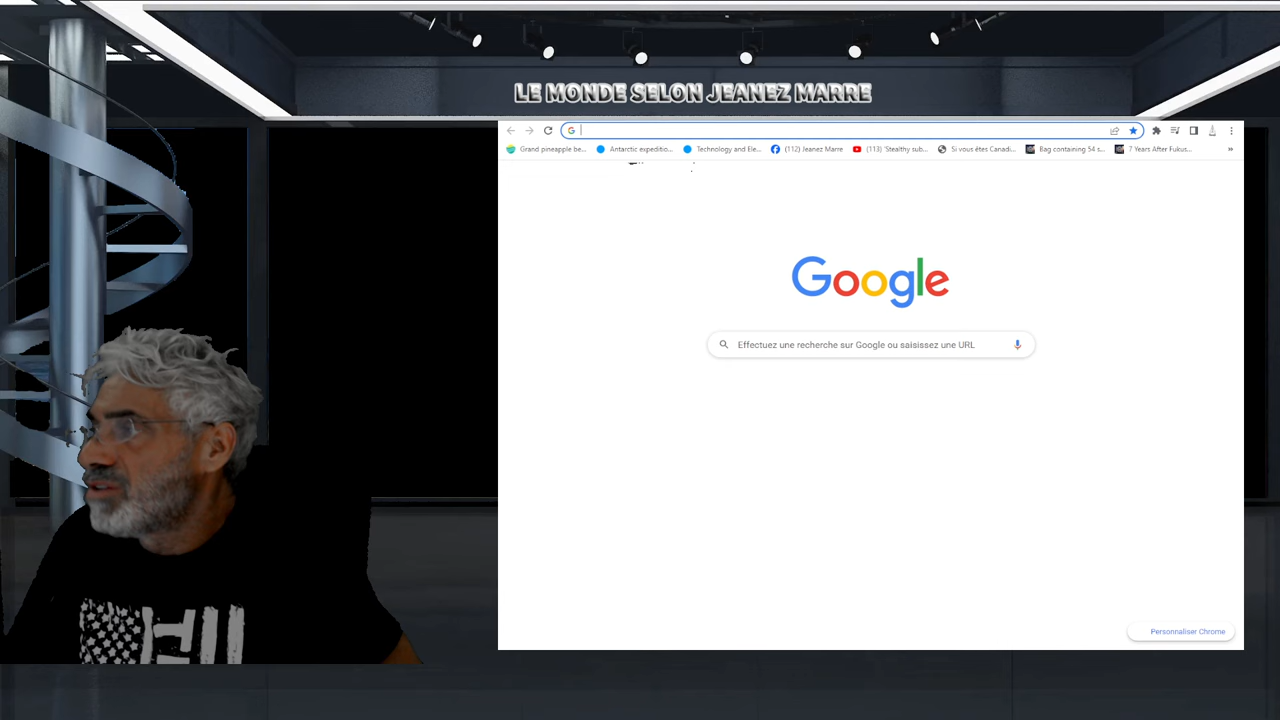 LE MONDE SELON JEANEZ MARRE
Grand pineapple be... Antarctic expeditio... Technology and Ele... (112) Jeanez Marre (113) 'Stealthy sub... Si vous êtes Canadi... Bag containing 54 s... 7 Years After Fukus... »
Google
Effectuez une recherche sur Google ou saisissez une URL
Personnaliser Chrome